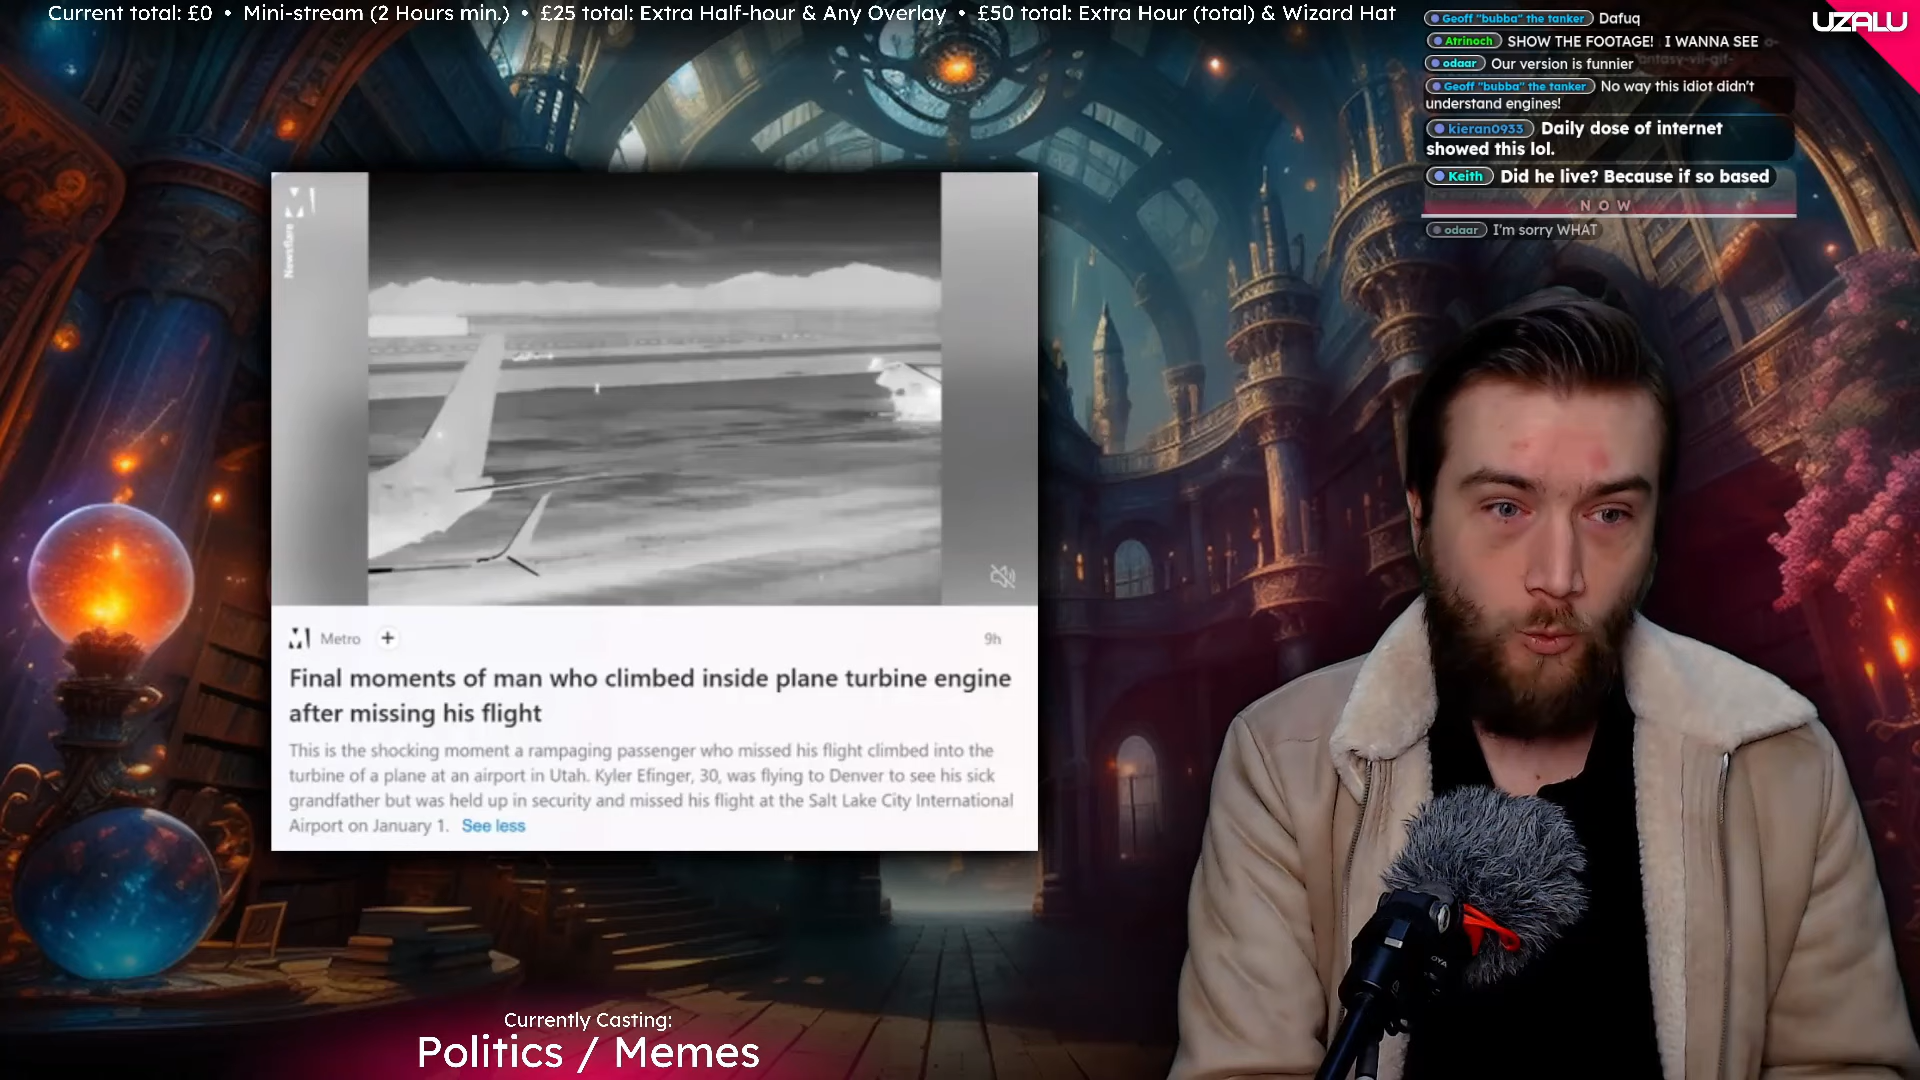 Current total: £0 • Mini-stream (2 Hours min.) • £25 total: Extra Half-hour & Any Overlay • £50 total: Extra Hour (total) & Wizard Hat
UZALU
Geoff "bubba" the tanker Dafuq
Atrinoch SHOW THE FOOTAGE! I WANNA SEE
odaar Our version is funnier
Geoff "bubba" the tanker No way this idiot didn't
understand engines!
kieran0933 Daily dose of internet
showed this lol.
Keith Did he live? Because if so based
NOW
odaar I'm sorry WHAT
Newsflare
Metro +
9h
Final moments of man who climbed inside plane turbine engine
after missing his flight
This is the shocking moment a rampaging passenger who missed his flight climbed into the
turbine of a plane at an airport in Utah. Kyler Efinger, 30, was flying to Denver to see his sick
grandfather but was held up in security and missed his flight at the Salt Lake City International
Airport on January 1. See less
BOYA
Currently Casting:
Politics / Memes